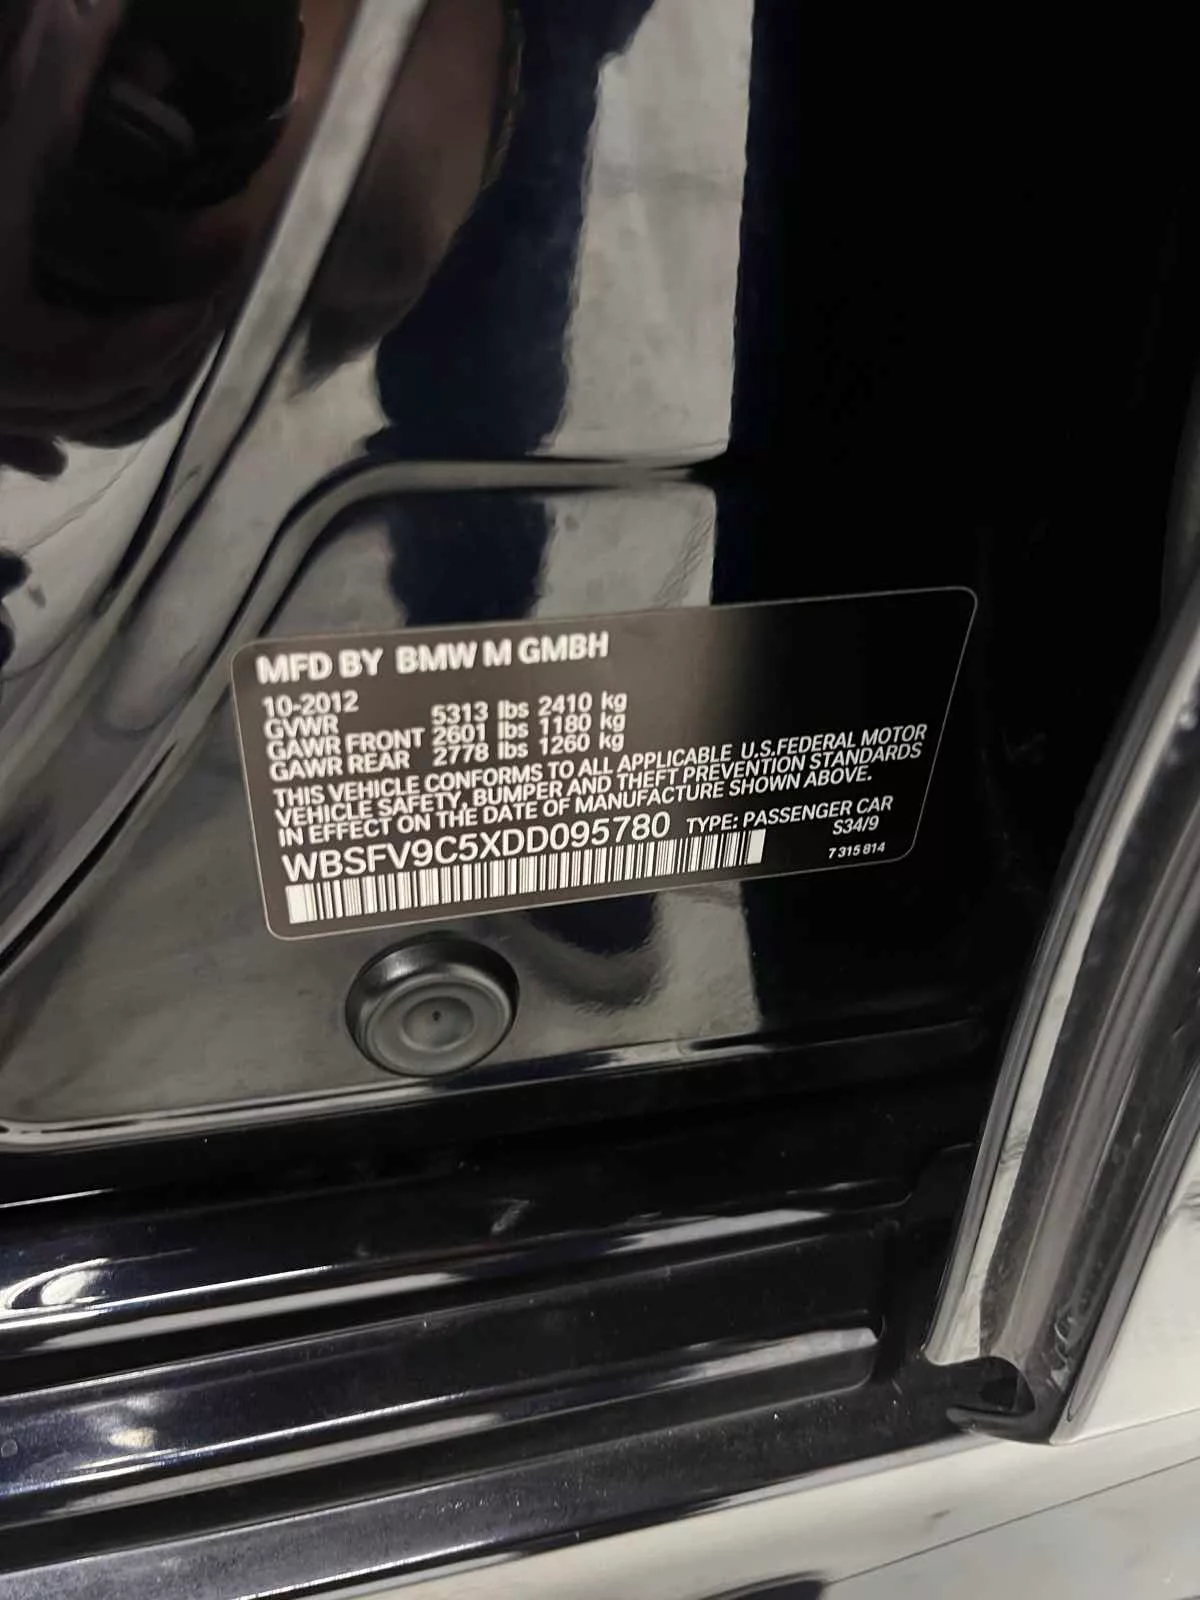 MFD BY BMW M GMBH
10-2012
GVWR 5313 lbs 2410 kg
GAWR FRONT 2601 lbs 1180 kg
GAWR REAR 2778 lbs 1260 kg
THIS VEHICLE CONFORMS TO ALL APPLICABLE U.S.FEDERAL MOTOR
VEHICLE SAFETY, BUMPER AND THEFT PREVENTION STANDARDS
IN EFFECT ON THE DATE OF MANUFACTURE SHOWN ABOVE.
WBSFV9C5XDD095780 TYPE: PASSENGER CAR
S34/9
7 315 814